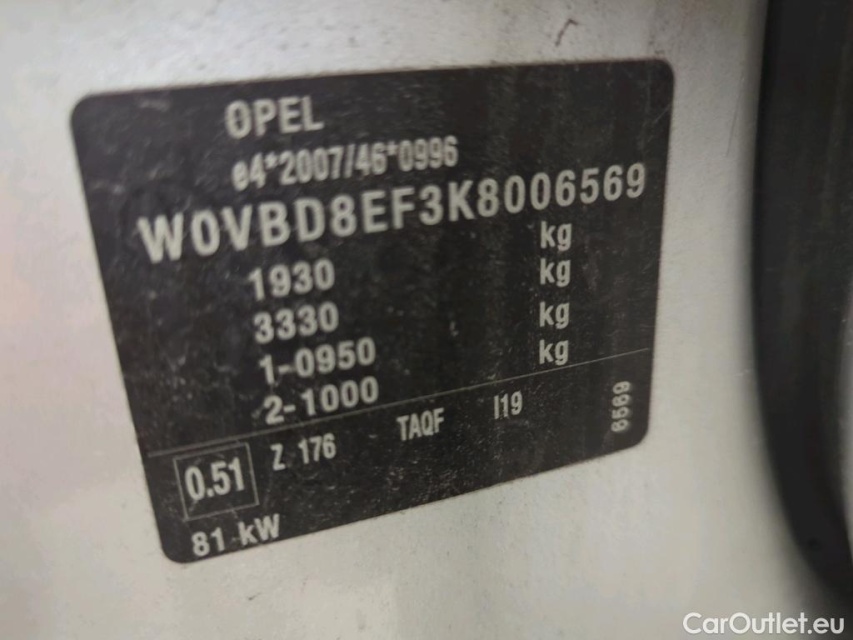 OPEL
e4*2007/46*0996
W0VBD8EF3K8006569
1930 kg
3330 kg
1-0950 kg
2-1000 kg
0.51 Z 176 TAQF I19 6569
81 kW
CarOutlet.eu